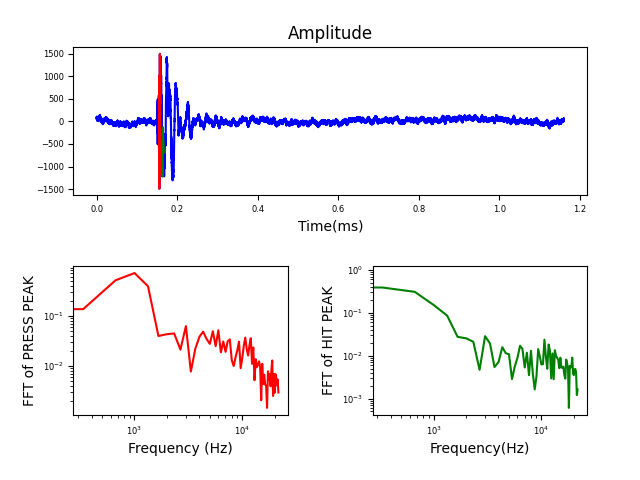 Amplitude
1500
1000
500
0
−500
−1000
−1500
0.0 0.2 0.4 0.6 0.8 1.0 1.2
Time(ms)
FFT of PRESS PEAK
10⁻¹
10⁻²
10³ 10⁴
Frequency (Hz)
FFT of HIT PEAK
10⁰
10⁻¹
10⁻²
10⁻³
10³ 10⁴
Frequency(Hz)